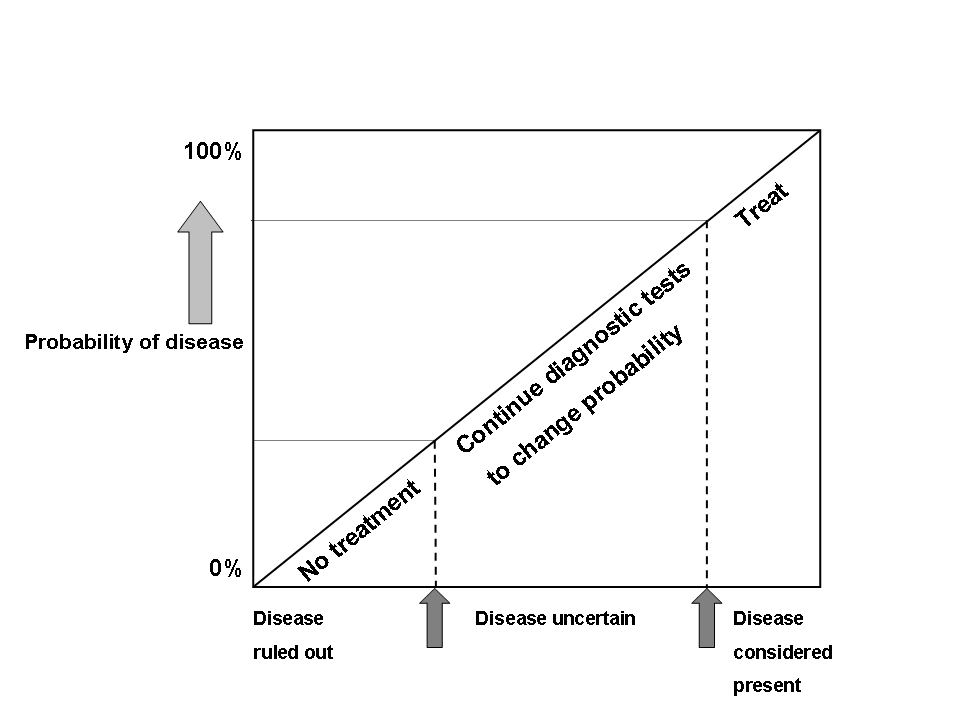 100%
Treat
Probability of disease
Continue diagnostic tests
to change probability
No treatment
0%
Disease
ruled out
Disease uncertain
Disease
considered
present